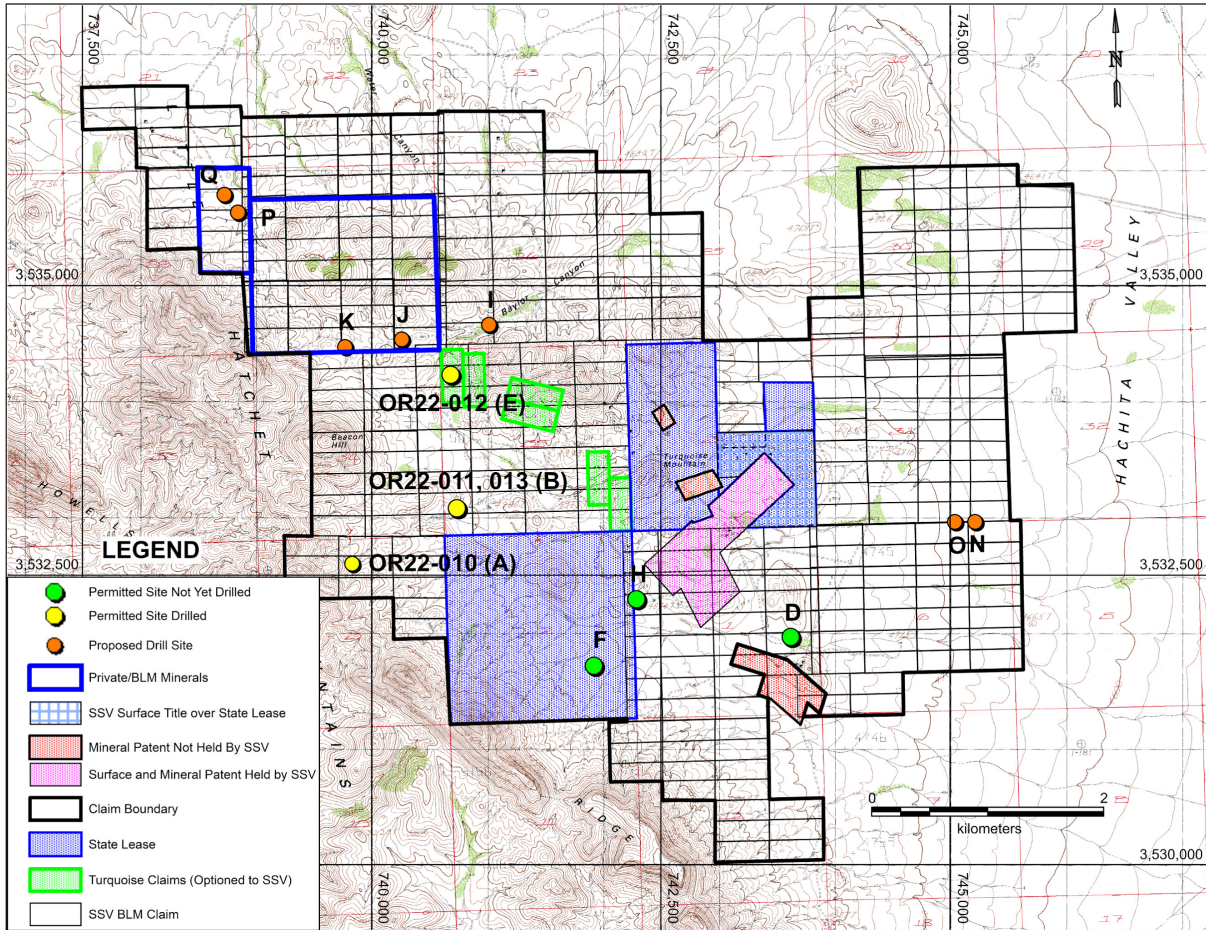 737,500
740,000
742,500
745,000
N
Water
Canyon
Q
P
3,535,000
3,535,000
K
J
I
Baylor Canyon
HATCHET
HACHITA VALLEY
OR22-012 (E)
Beacon
Hill
Turquoise
Mountain
OR22-011, 013 (B)
O
N
HOWELLS
OR22-010 (A)
3,532,500
3,532,500
H
D
F
NTAINS
RIDGE
LEGEND
Permitted Site Not Yet Drilled
Permitted Site Drilled
Proposed Drill Site
Private/BLM Minerals
SSV Surface Title over State Lease
Mineral Patent Not Held By SSV
Surface and Mineral Patent Held by SSV
Claim Boundary
State Lease
Turquoise Claims (Optioned to SSV)
SSV BLM Claim
0
2
kilometers
3,530,000
740,000
742,500
745,000